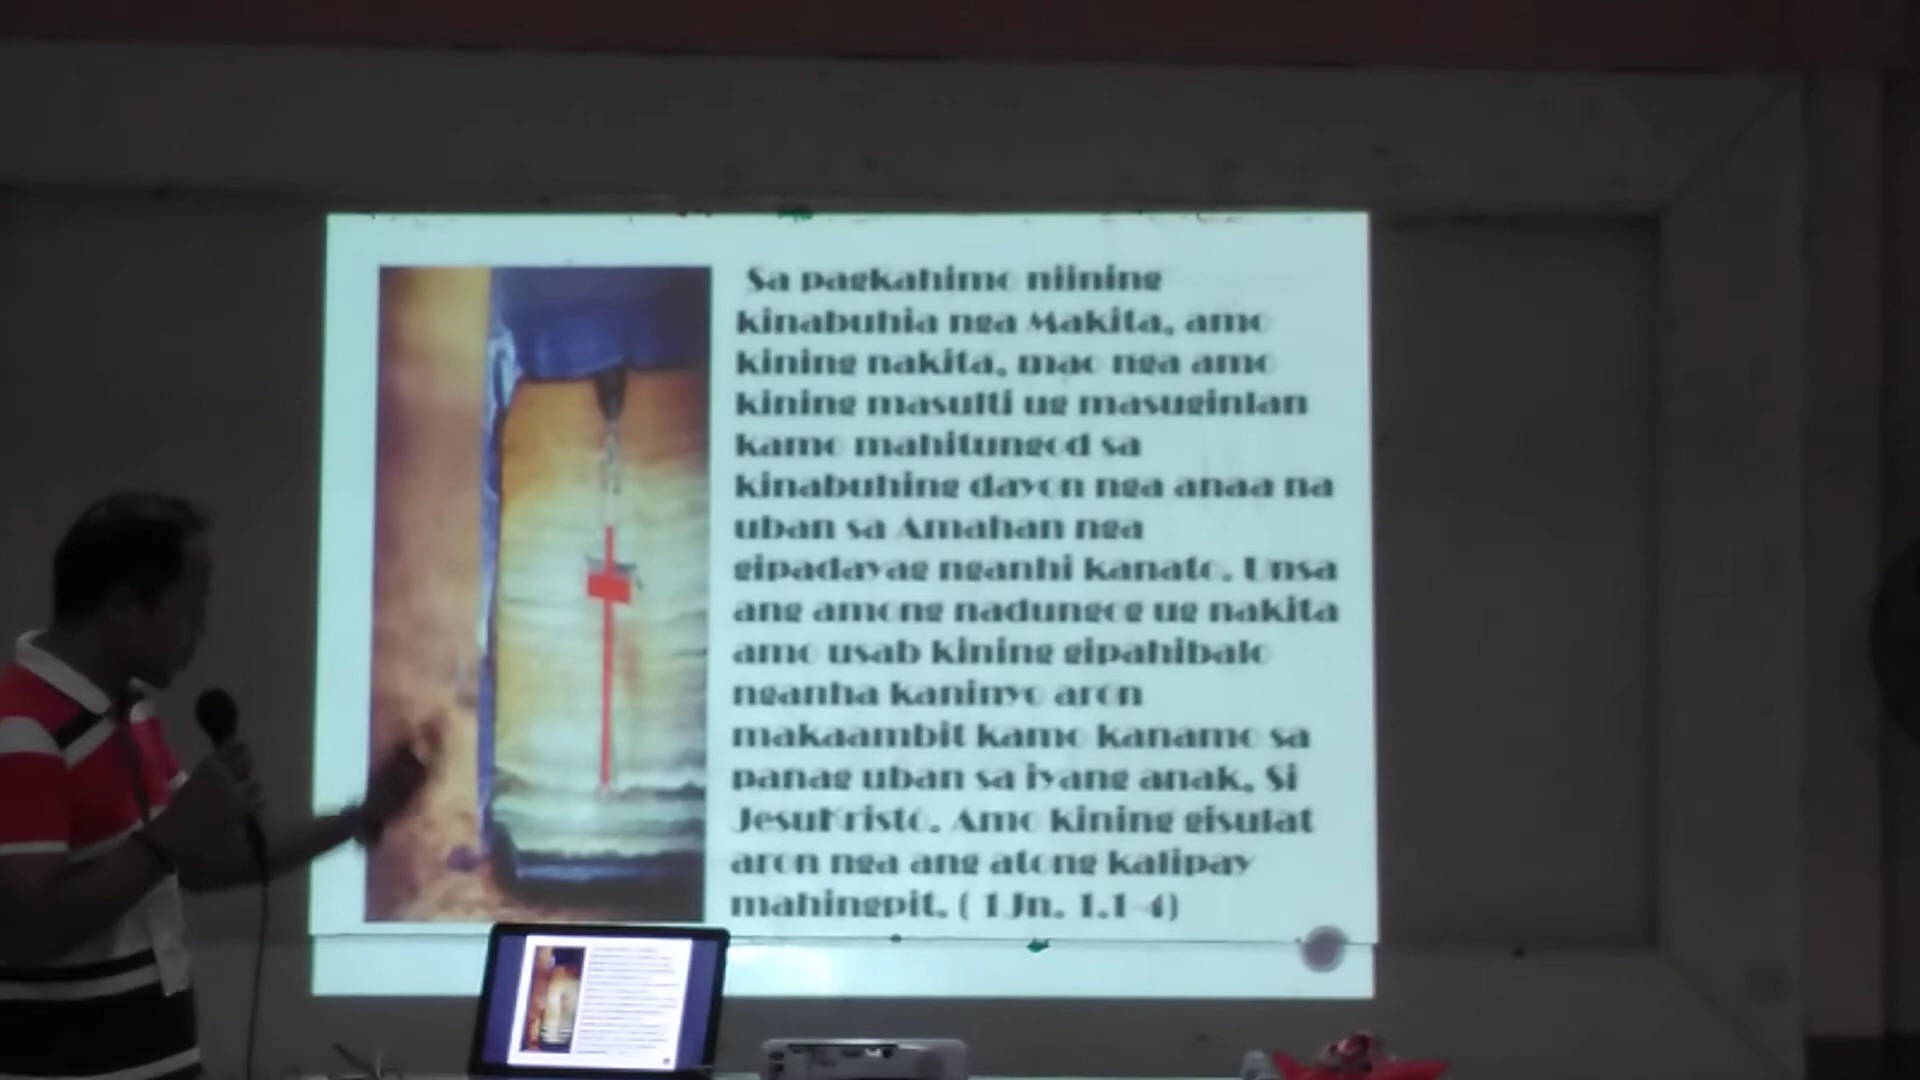 Sa pagkahimo niining
kinabuhia nga Makita, amo
kining nakita, mao nga amo
kining masulti ug masuginlan
kamo mahitungod sa
kinabuhing dayon nga anaa na
uban sa Amahan nga
gipadayag nganhi kanato. Unsa
ang among nadungog ug nakita
amo usab kining gipahibalo
nganha kaninyo aron
makaambit kamo kanamo sa
panag uban sa iyang anak, Si
JesuKristo. Amo kining gisulat
aron nga ang atong kalipay
mahingpit. ( 1 Jn. 1.1-4)